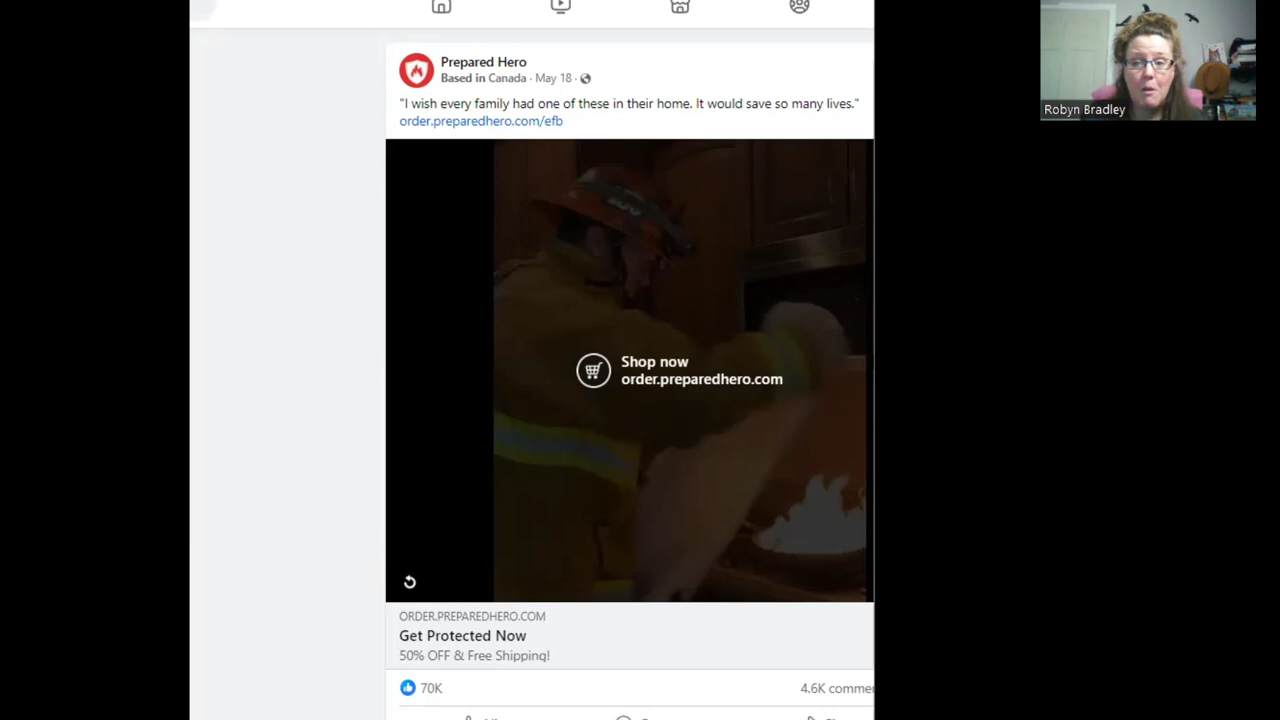 Prepared Hero
Based in Canada · May 18 ·
"I wish every family had one of these in their home. It would save so many lives."
order.preparedhero.com/efb
Robyn Bradley
Shop now
order.preparedhero.com
ORDER.PREPAREDHERO.COM
Get Protected Now
50% OFF & Free Shipping!
70K
4.6K comme